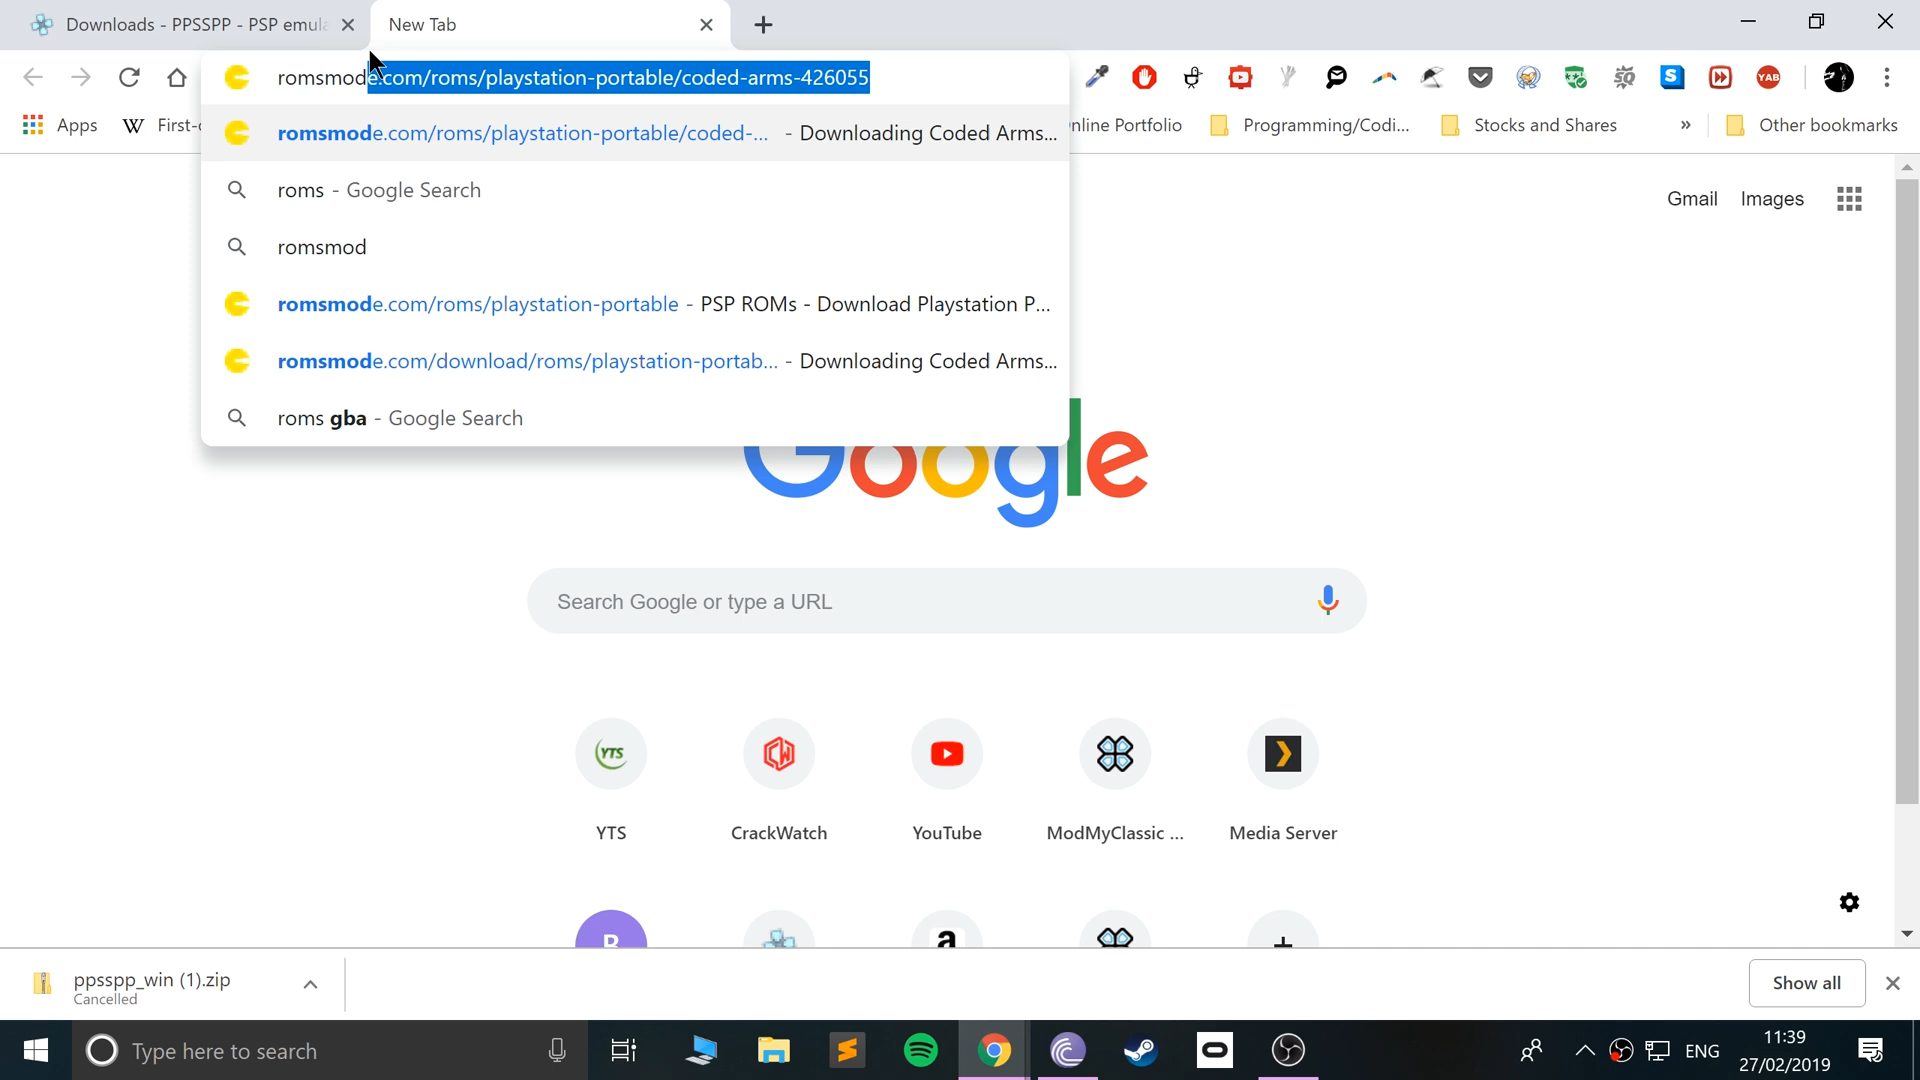 Downloads - PPSSPP - PSP emula
New Tab
romsmode.com/roms/playstation-portable/coded-arms-426055
Apps
First-
nline Portfolio
Programming/Codi...
Stocks and Shares
»
Other bookmarks
romsmode.com/roms/playstation-portable/coded-... - Downloading Coded Arms...
roms - Google Search
romsmod
romsmode.com/roms/playstation-portable - PSP ROMs - Download Playstation P...
romsmode.com/download/roms/playstation-portab... - Downloading Coded Arms...
roms gba - Google Search
Gmail
Images
Google
Search Google or type a URL
YTS
YTS
CrackWatch
YouTube
ModMyClassic ...
Media Server
ppsspp_win (1).zip
Cancelled
Show all
Type here to search
ENG
11:39
27/02/2019